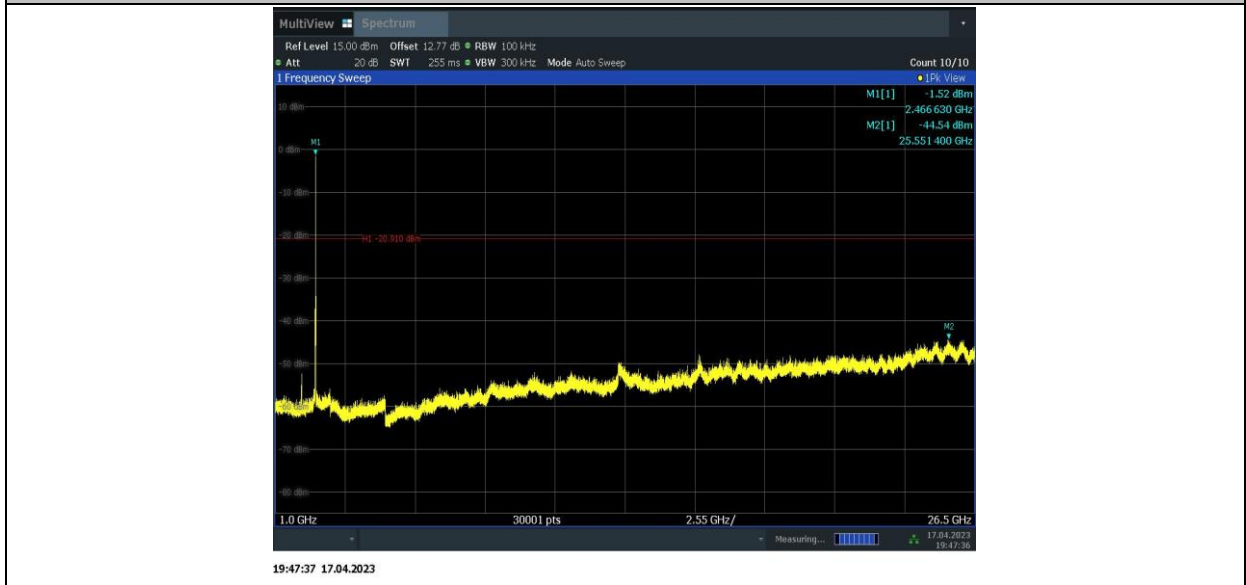 MultiView Spectrum
Ref Level 15.00 dBm Offset 12.77 dB RBW 100 kHz
Att 20 dB SWT 255 ms VBW 300 kHz Mode Auto Sweep Count 10/10
1 Frequency Sweep 1Pk View
M1[1] -1.52 dBm
2.466 630 GHz
M2[1] -44.54 dBm
25.551 400 GHz
10 dBm
M1
0 dBm
-10 dBm
-20 dBm
H1 -20.910 dBm
-30 dBm
-40 dBm
M2
-50 dBm
-60 dBm
-70 dBm
-80 dBm
1.0 GHz 30001 pts 2.55 GHz/ 26.5 GHz
Measuring... 17.04.2023
19:47:36
19:47:37 17.04.2023